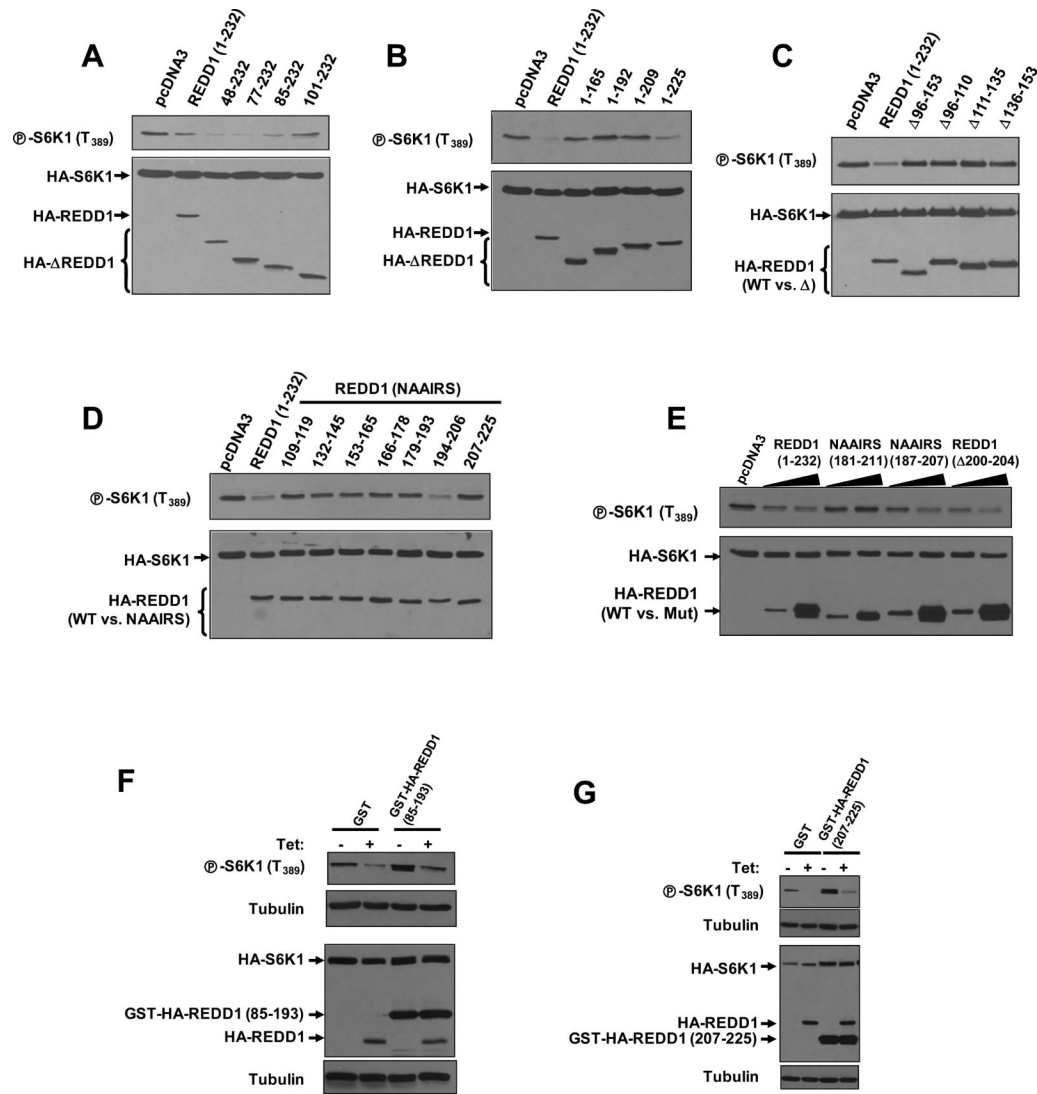 A
pcDNA3
REDD1 (1-232)
48-232
77-232
85-232
101-232
Ⓟ-S6K1 (T389)
HA-S6K1
HA-REDD1
HA-ΔREDD1
B
pcDNA3
REDD1 (1-232)
1-165
1-192
1-209
1-225
Ⓟ-S6K1 (T389)
HA-S6K1
HA-REDD1
HA-ΔREDD1
C
pcDNA3
REDD1 (1-232)
Δ96-153
Δ96-110
Δ111-135
Δ136-153
Ⓟ-S6K1 (T389)
HA-S6K1
HA-REDD1
(WT vs. Δ)
D
REDD1 (NAAIRS)
pcDNA3
REDD1 (1-232)
109-119
132-145
153-165
166-178
179-193
194-206
207-225
Ⓟ-S6K1 (T389)
HA-S6K1
HA-REDD1
(WT vs. NAAIRS)
E
pcDNA3
REDD1 NAAIRS NAAIRS REDD1
(1-232) (181-211) (187-207) (Δ200-204)
Ⓟ-S6K1 (T389)
HA-S6K1
HA-REDD1
(WT vs. Mut)
F
GST
GST-HA-REDD1
(85-193)
Tet: - + - +
Ⓟ-S6K1 (T389)
Tubulin
HA-S6K1
GST-HA-REDD1 (85-193)
HA-REDD1
Tubulin
G
GST
GST-HA-REDD1
(207-225)
Tet: - + - +
Ⓟ-S6K1 (T389)
Tubulin
HA-S6K1
HA-REDD1
GST-HA-REDD1 (207-225)
Tubulin